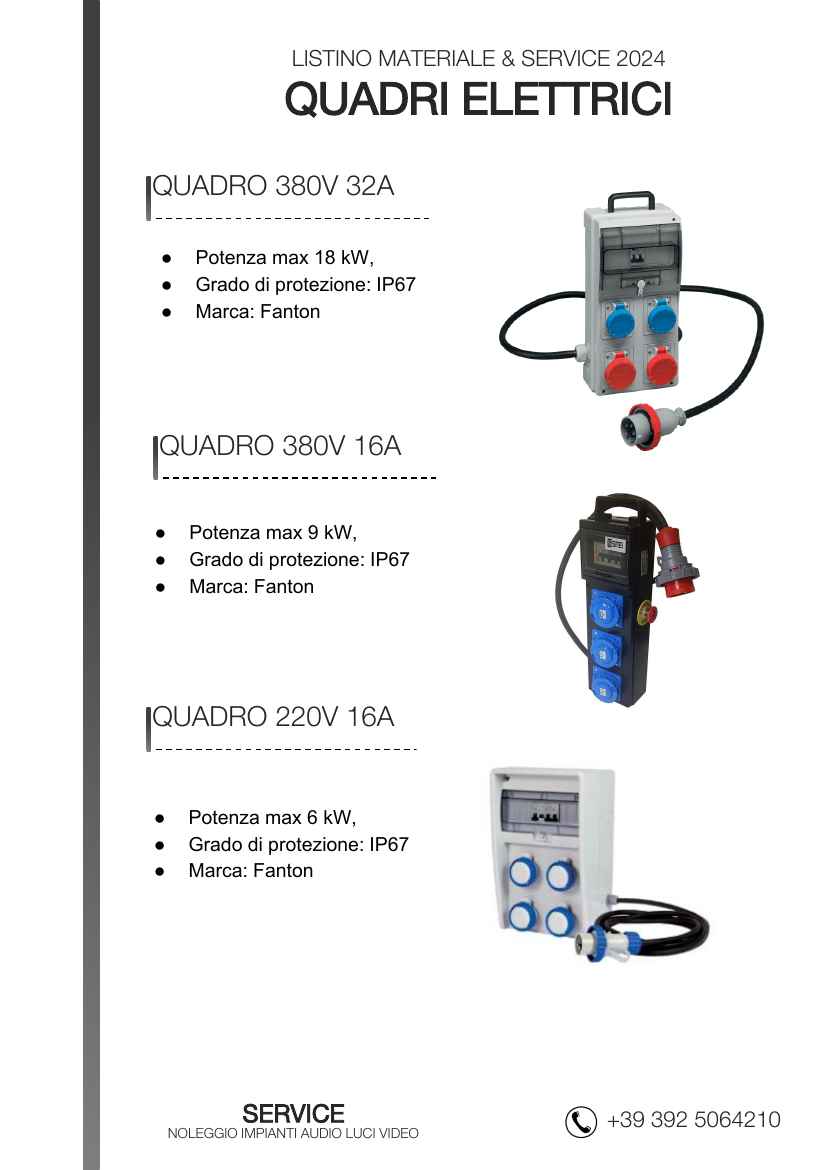 LISTINO MATERIALE & SERVICE 2024
QUADRI ELETTRICI
QUADRO 380V 32A
● Potenza max 18 kW,
● Grado di protezione: IP67
● Marca: Fanton
QUADRO 380V 16A
● Potenza max 9 kW,
● Grado di protezione: IP67
● Marca: Fanton
QUADRO 220V 16A
● Potenza max 6 kW,
● Grado di protezione: IP67
● Marca: Fanton
SERVICE
NOLEGGIO IMPIANTI AUDIO LUCI VIDEO
+39 392 5064210